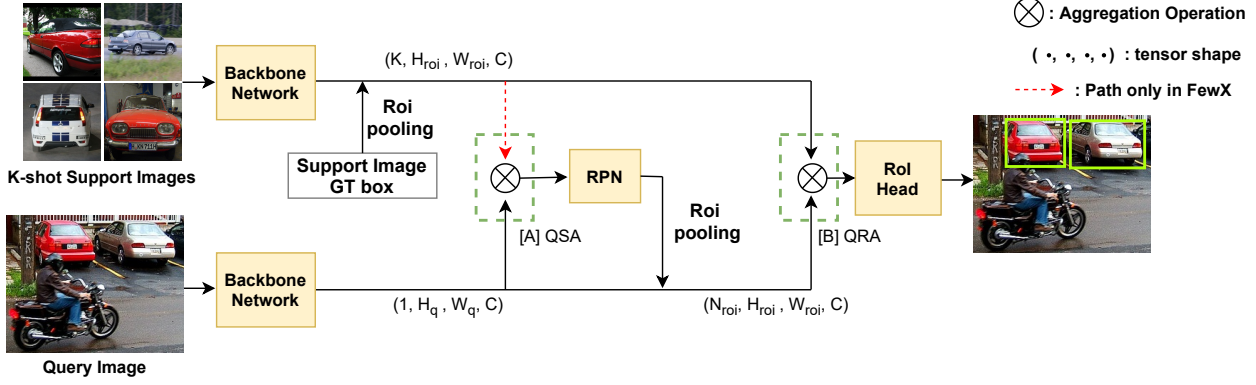 : Aggregation Operation
( •, •, •, •) : tensor shape
: Path only in FewX
Backbone
Network
(K, H_roi , W_roi, C)
Roi
pooling
Support Image
GT box
K-shot Support Images
RPN
RoI
Head
[A] QSA
Roi
pooling
[B] QRA
Backbone
Network
(1, H_q , W_q, C)
(N_roi, H_roi , W_roi, C)
Query Image